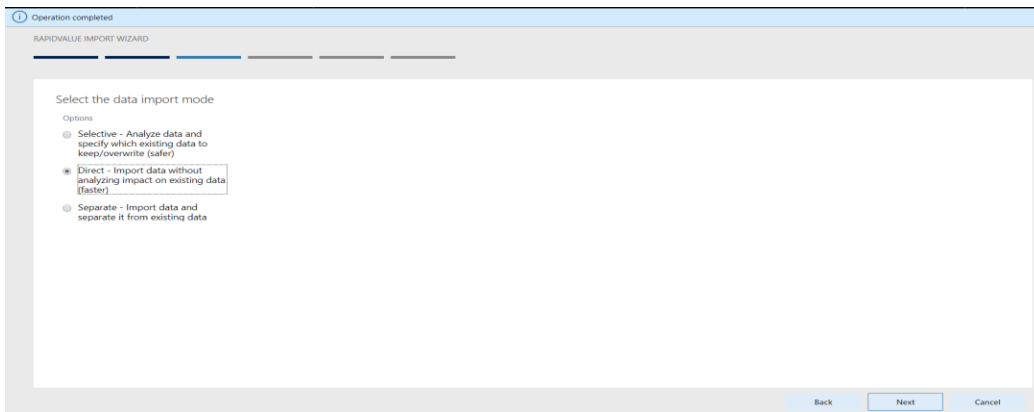 Operation completed
RAPIDVALUE IMPORT WIZARD
Select the data import mode
Options
Selective - Analyze data and
specify which existing data to
keep/overwrite (safer)
Direct - Import data without
analyzing impact on existing data
(faster)
Separate - Import data and
separate it from existing data
Back Next Cancel